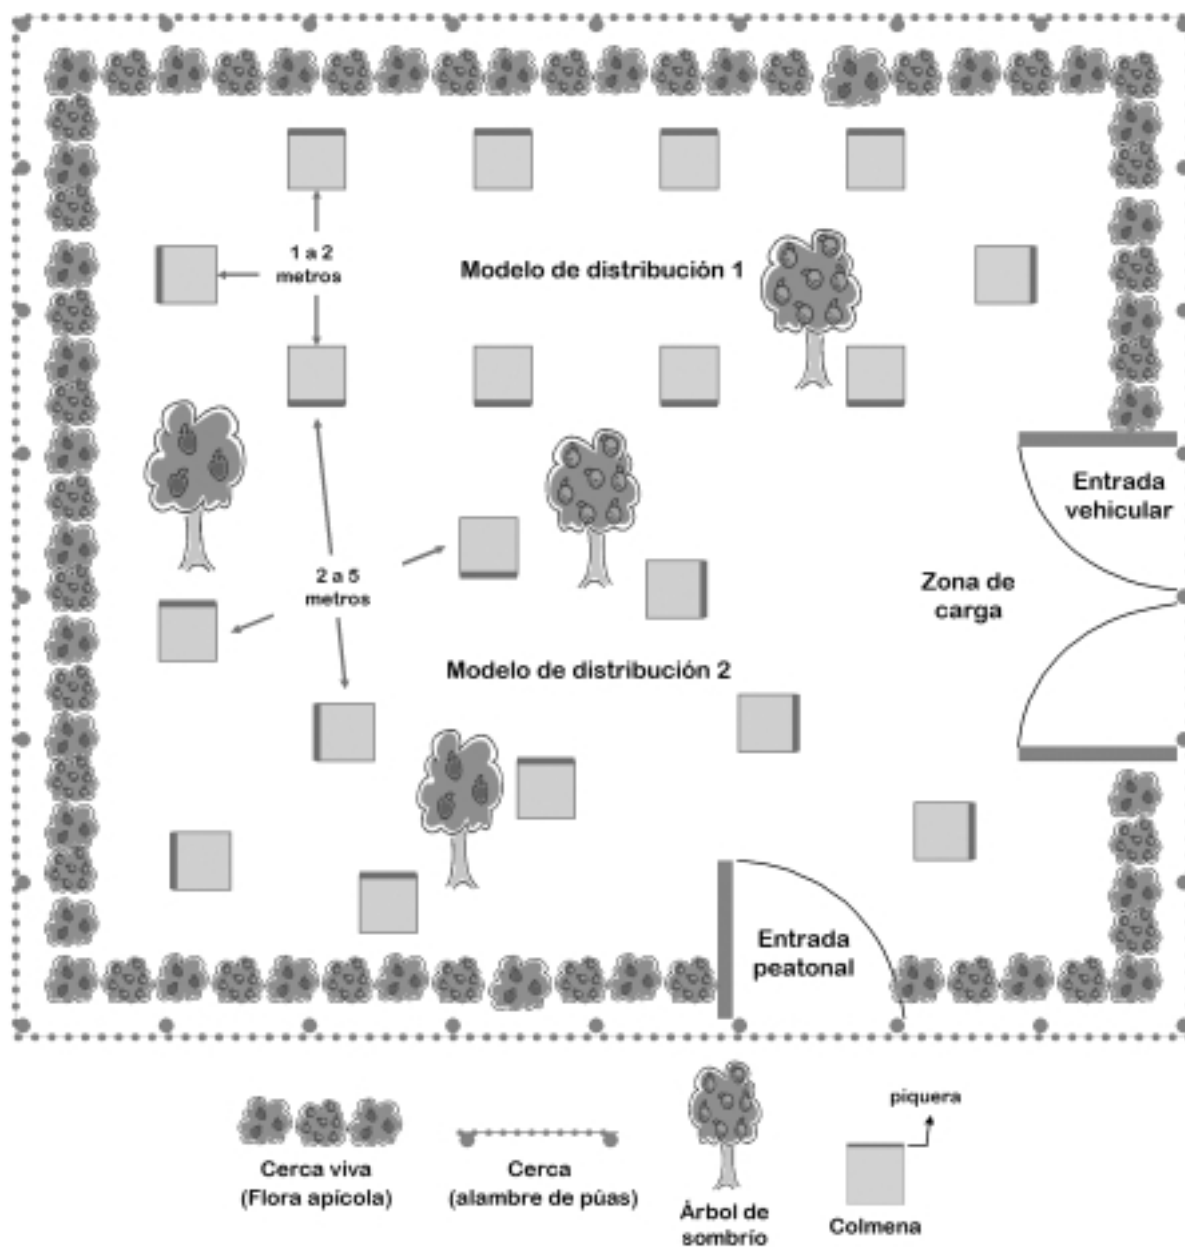 1 a 2
metros
Modelo de distribución 1
Entrada
vehicular
2 a 5
metros
Zona de
carga
Modelo de distribución 2
Entrada
peatonal
piquera
Cerca viva
(Flora apícola)
Cerca
(alambre de púas)
Árbol de
sombrío
Colmena